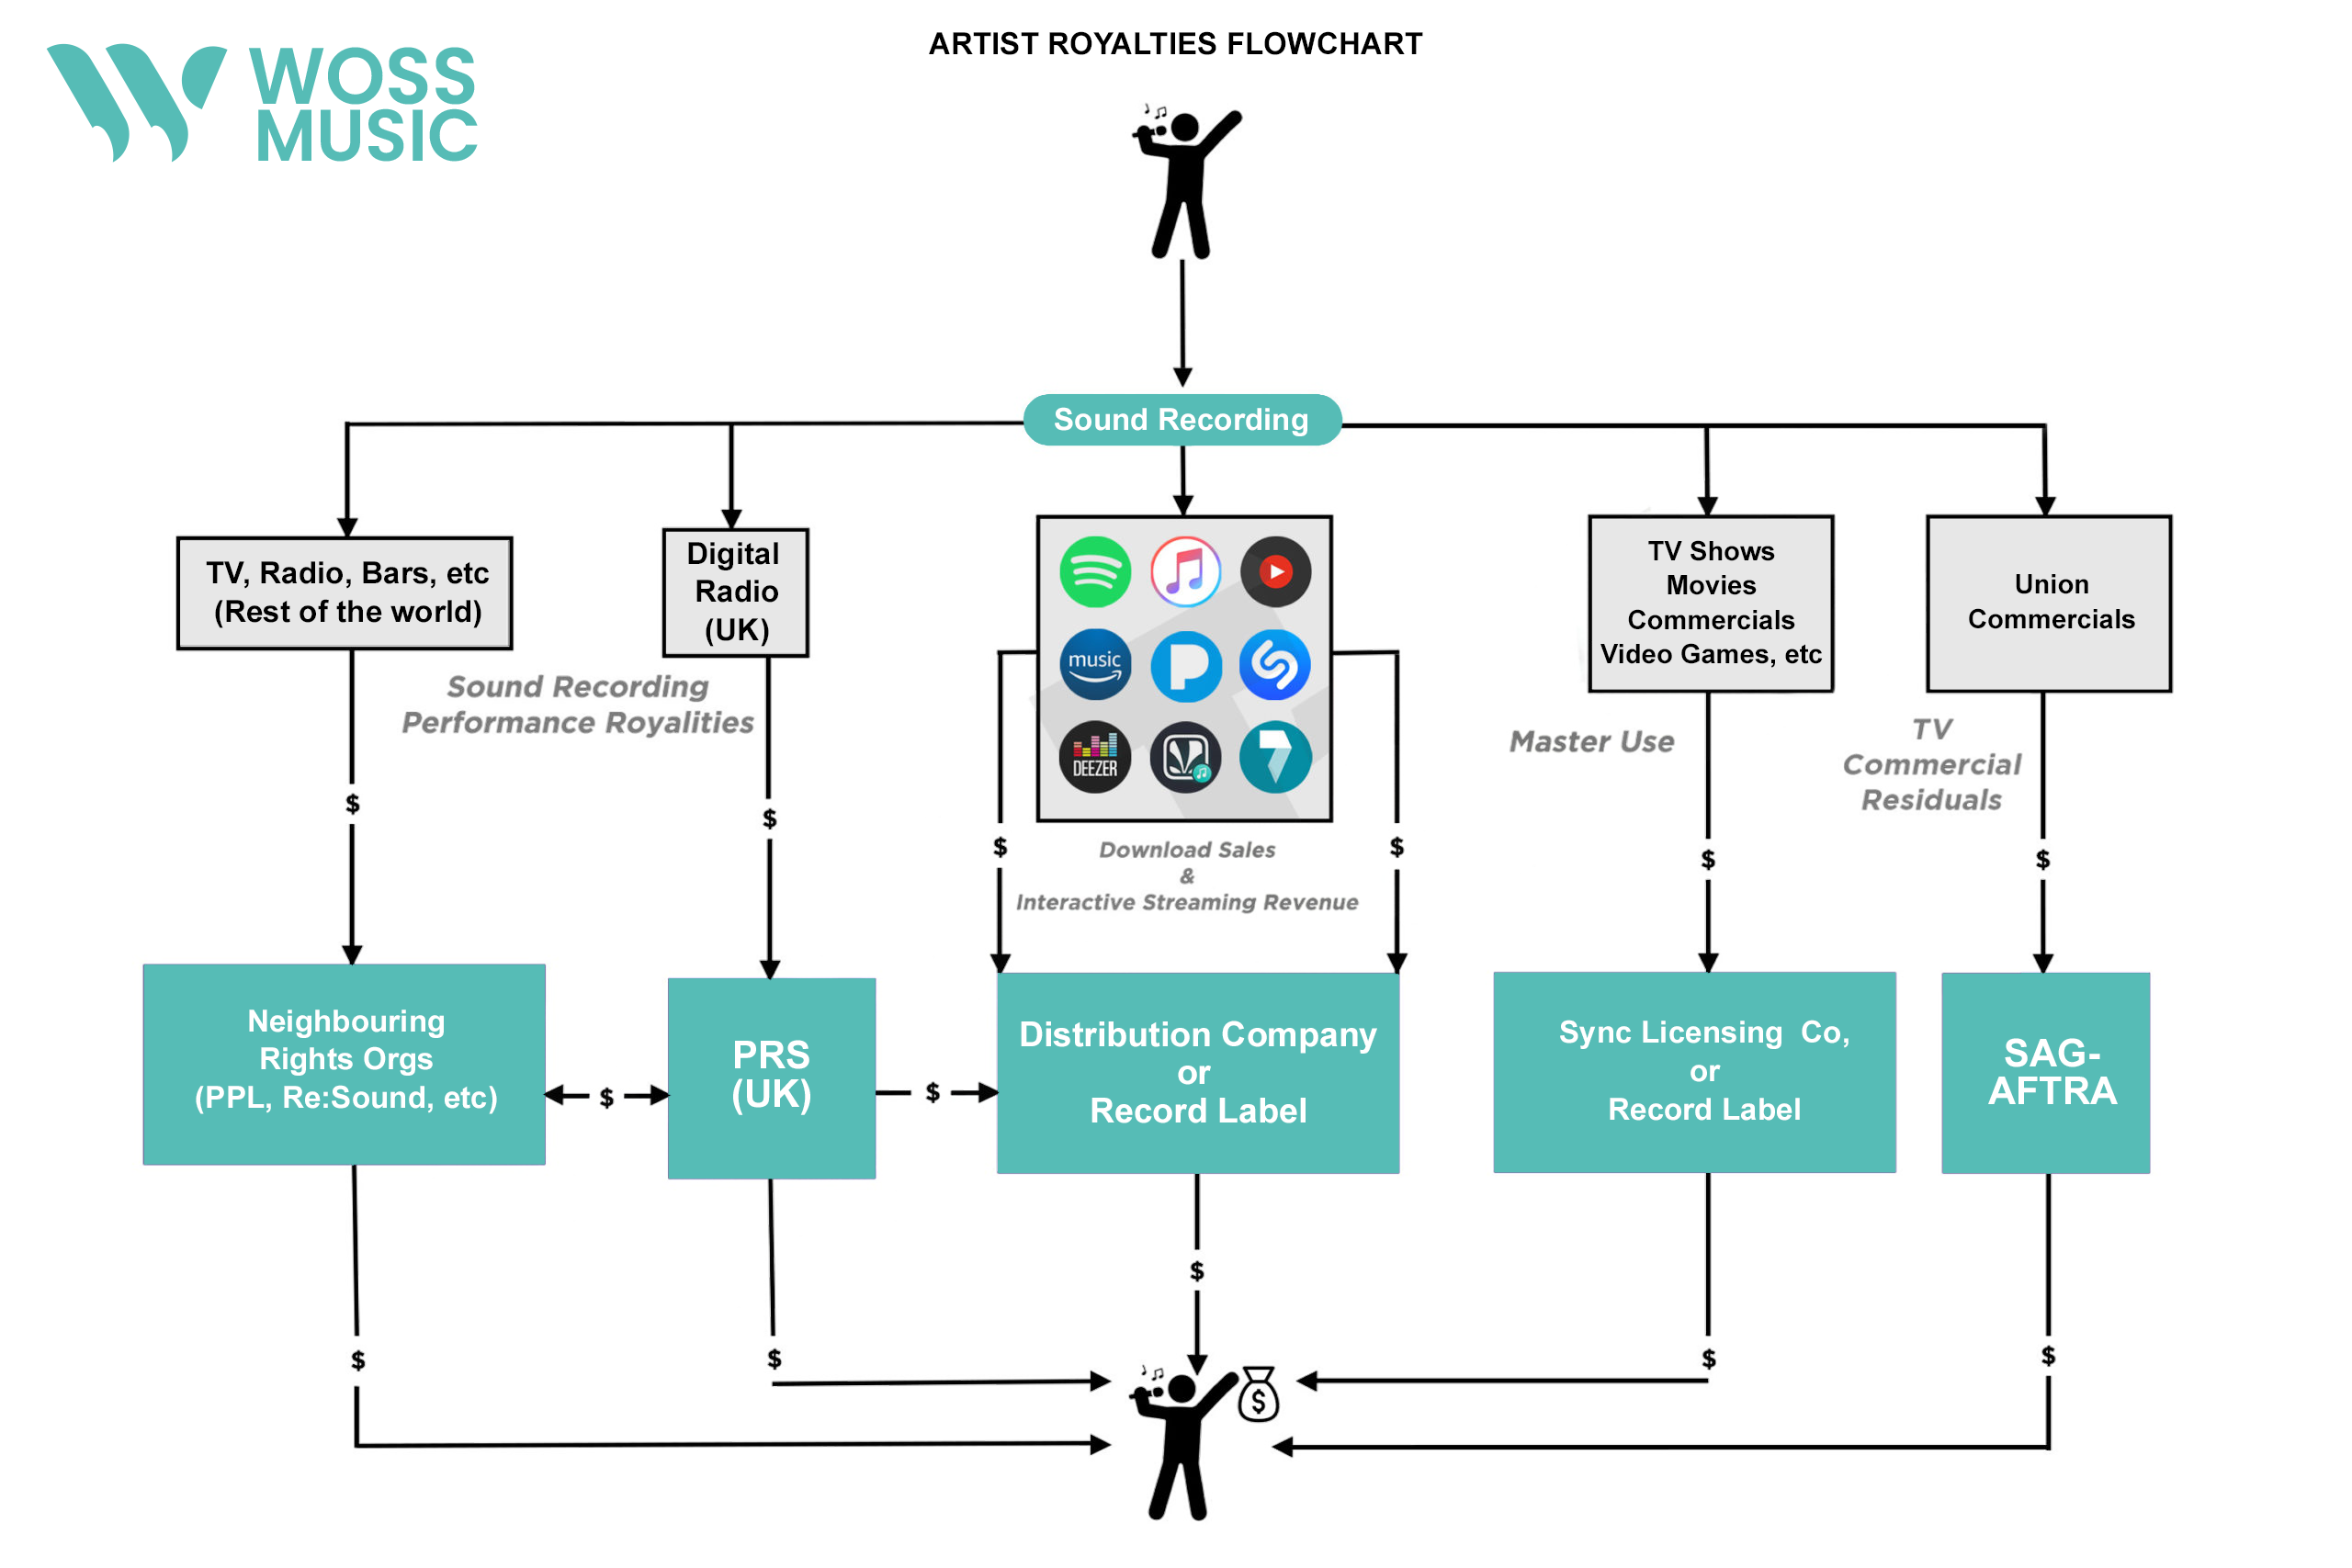 WOSS
MUSIC
ARTIST ROYALTIES FLOWCHART
Sound Recording
TV, Radio, Bars, etc
(Rest of the world)
Digital
Radio
(UK)
music
DEEZER
TV Shows
Movies
Commercials
Video Games, etc
Union
Commercials
Sound Recording
Performance Royalities
Master Use
TV
Commercial
Residuals
$
$
$
Download Sales
&
Interactive Streaming Revenue
$
$
$
Neighbouring
Rights Orgs
(PPL, Re:Sound, etc)
$
PRS
(UK)
$
Distribution Company
or
Record Label
Sync Licensing Co,
or
Record Label
SAG-
AFTRA
$
$
$
$
$
$